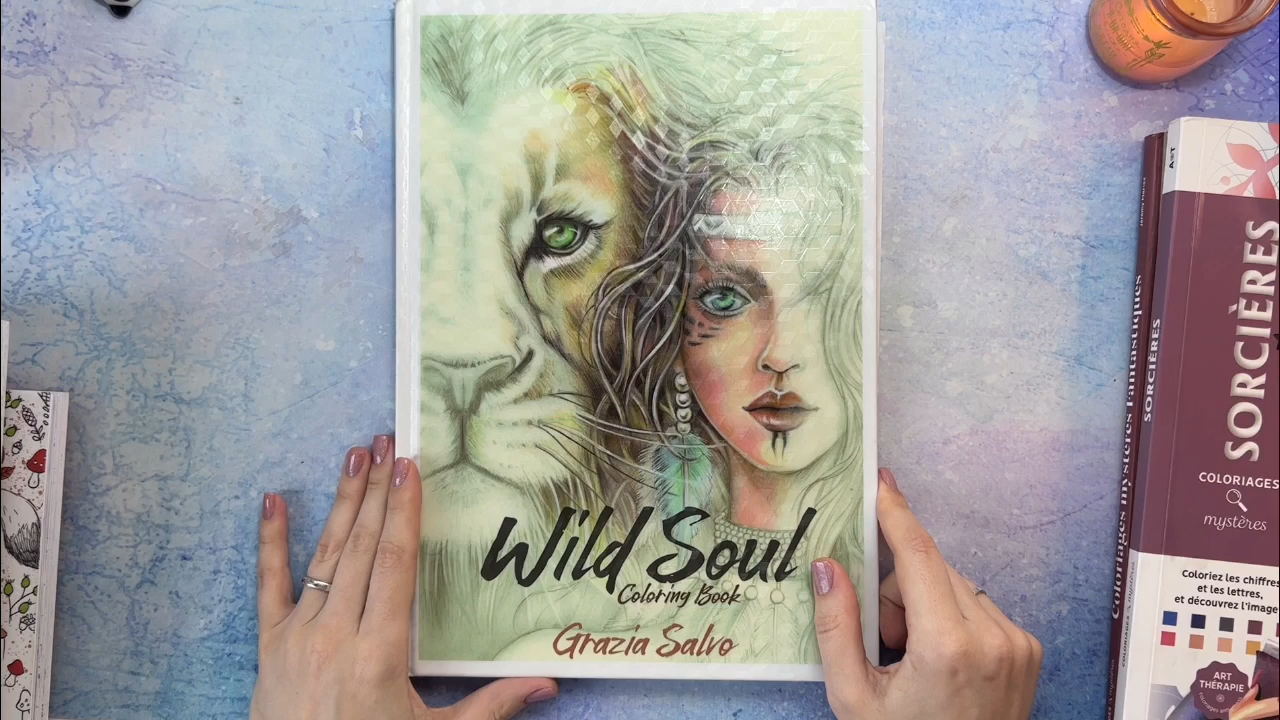 Wild Soul
Coloring Book
Grazia Salvo
Coloriages mystères Fantastiques
SORCIÈRES
ART
SORCIÈRES
COLORIAGES
mystères
Coloriez les chiffres
et les lettres,
et découvrez l'image
ART
THÉRAPIE